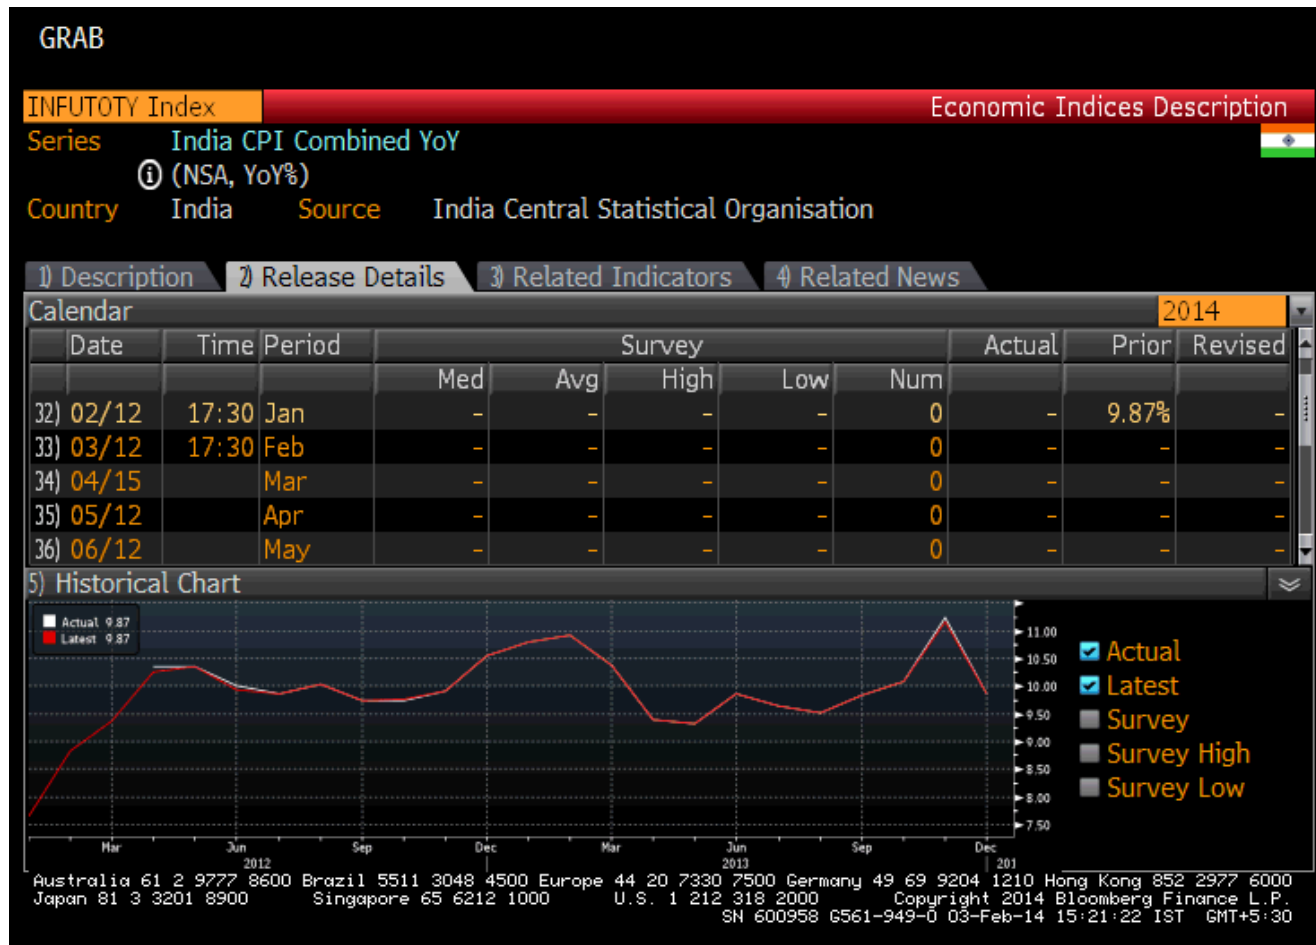 GRAB
INFUTOTY Index Economic Indices Description
Series India CPI Combined YoY
(NSA, YoY%)
Country India Source India Central Statistical Organisation
1) Description 2) Release Details 3) Related Indicators 4) Related News
Calendar 2014
Date Time Period Survey Actual Prior Revised
Med Avg High Low Num
32) 02/12 17:30 Jan - - - - 0 - 9.87% -
33) 03/12 17:30 Feb - - - - 0 - - -
34) 04/15 Mar - - - - 0 - - -
35) 05/12 Apr - - - - 0 - - -
36) 06/12 May - - - - 0 - - -
5) Historical Chart
Actual 9.87
Latest 9.87
11.00
10.50
10.00
9.50
9.00
8.50
8.00
7.50
Actual
Latest
Survey
Survey High
Survey Low
Mar Jun Sep Dec Mar Jun Sep Dec
2012 2013 201
Australia 61 2 9777 8600 Brazil 5511 3048 4500 Europe 44 20 7330 7500 Germany 49 69 9204 1210 Hong Kong 852 2977 6000
Japan 81 3 3201 8900 Singapore 65 6212 1000 U.S. 1 212 318 2000 Copyright 2014 Bloomberg Finance L.P.
SN 600958 G561-949-0 03-Feb-14 15:21:22 IST GMT+5:30